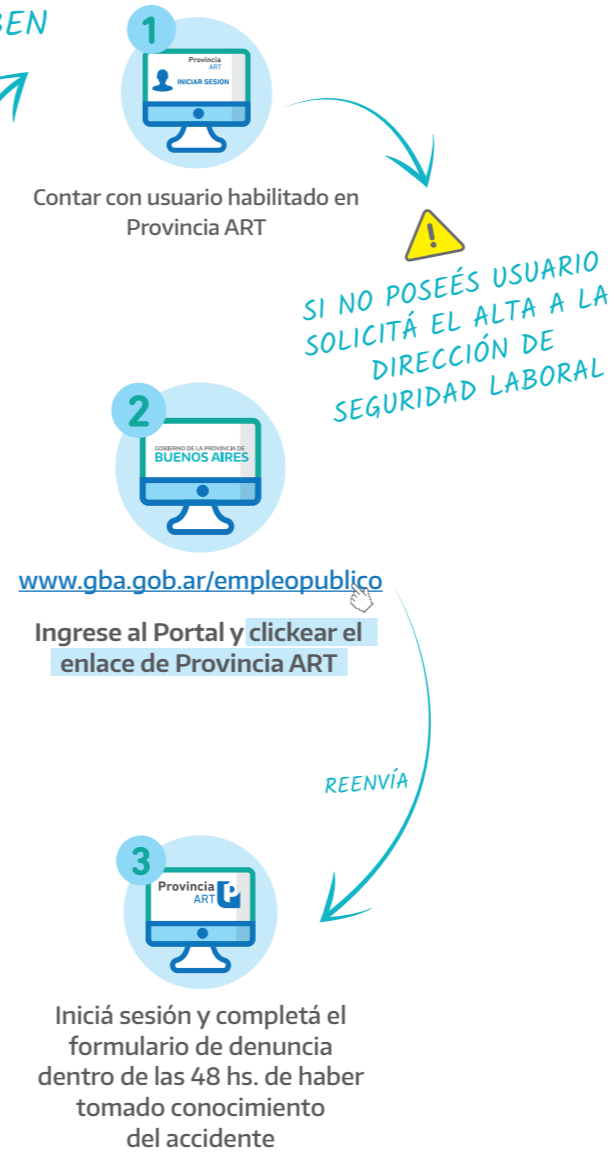 1
Provincia
ART
INICIAR SESION
Contar con usuario habilitado en
Provincia ART
SI NO POSEÉS USUARIO
SOLICITÁ EL ALTA A LA
DIRECCIÓN DE
SEGURIDAD LABORAL
2
GOBIERNO DE LA PROVINCIA DE
BUENOS AIRES
www.gba.gob.ar/empleopublico
Ingrese al Portal y clickear el
enlace de Provincia ART
REENVÍA
3
Provincia
ART
Iniciá sesión y completá el
formulario de denuncia
dentro de las 48 hs. de haber
tomado conocimiento
del accidente